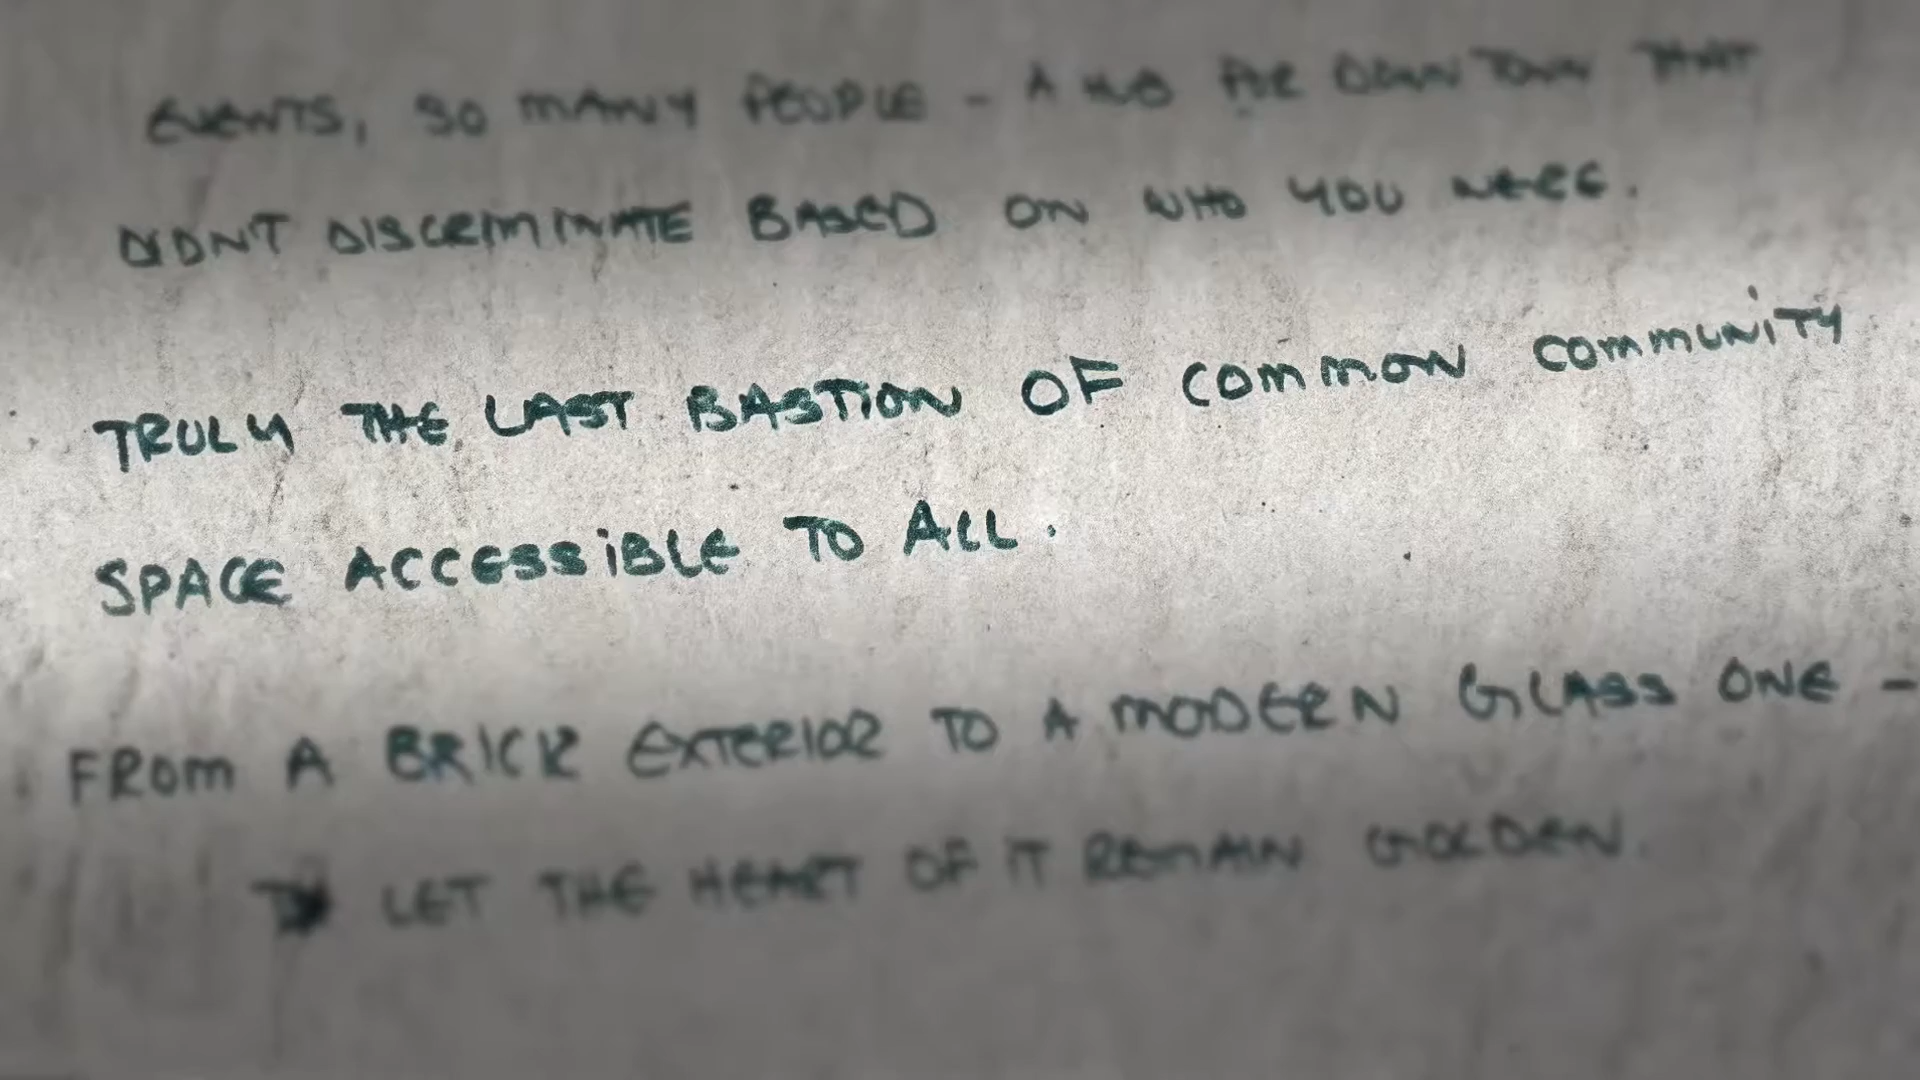 EVENTS, SO MANY PEOPLE - A HUB FOR DOWN TOWN THAT
DIDN'T DISCRIMINATE BASED ON WHO YOU WERE.
TRULY THE LAST BASTION OF COMMON COMMUNITY
SPACE ACCESSIBLE TO ALL.
FROM A BRICK EXTERIOR TO A MODERN GLASS ONE -
LET THE HEART OF IT REMAIN GOLDEN.